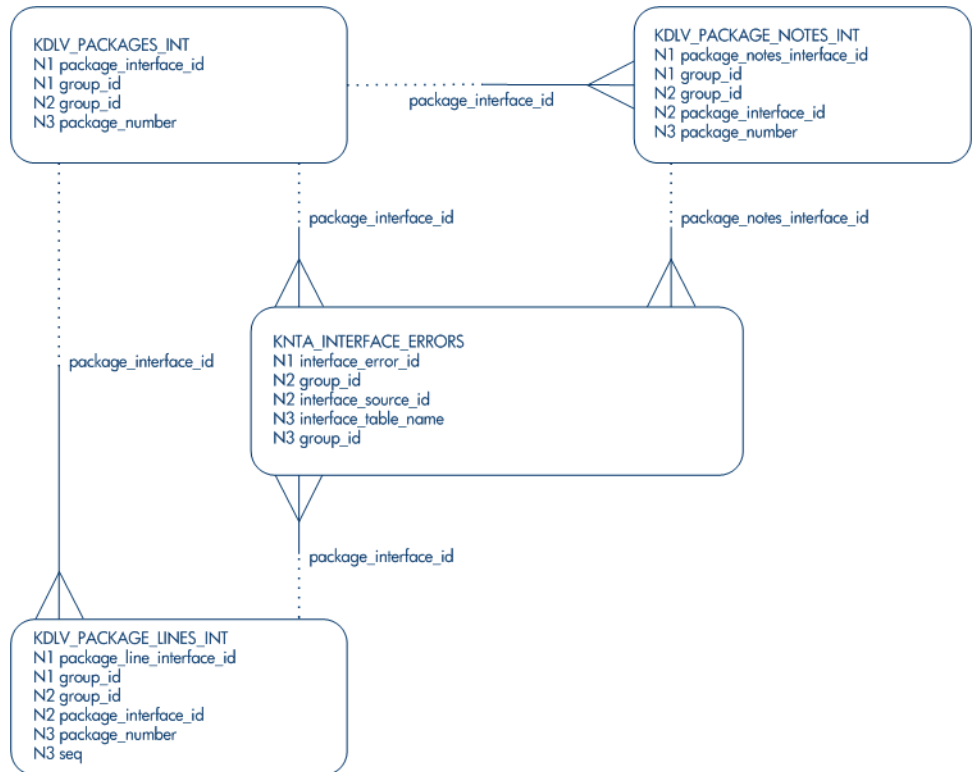 KDLV_PACKAGES_INT
N1 package_interface_id
N1 group_id
N2 group_id
N3 package_number
package_interface_id
KDLV_PACKAGE_NOTES_INT
N1 package_notes_interface_id
N1 group_id
N2 group_id
N2 package_interface_id
N3 package_number
package_interface_id
package_notes_interface_id
KNTA_INTERFACE_ERRORS
N1 interface_error_id
N2 group_id
N2 interface_source_id
N3 interface_table_name
N3 group_id
package_interface_id
package_interface_id
KDLV_PACKAGE_LINES_INT
N1 package_line_interface_id
N1 group_id
N2 group_id
N2 package_interface_id
N3 package_number
N3 seq